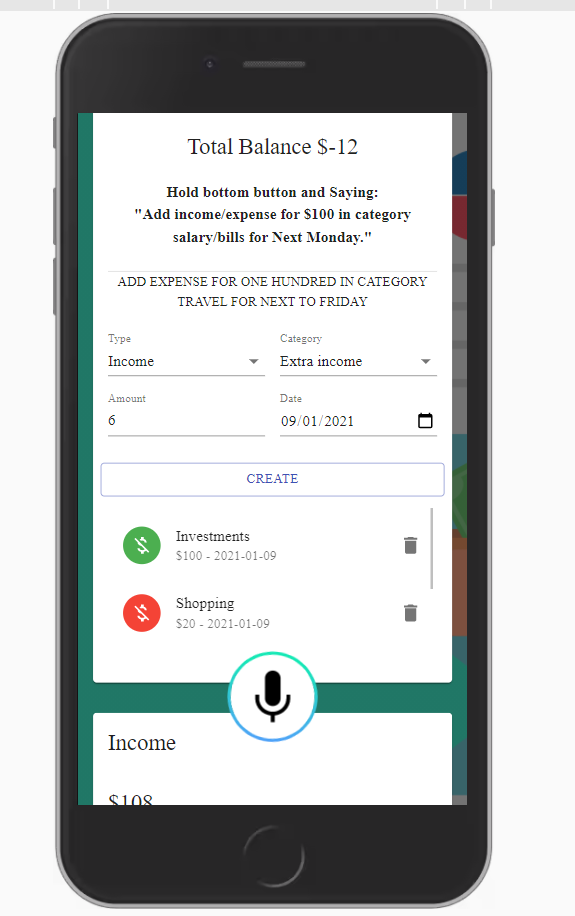 Total Balance $-12
Hold bottom button and Saying:
"Add income/expense for $100 in category
salary/bills for Next Monday."
ADD EXPENSE FOR ONE HUNDRED IN CATEGORY
TRAVEL FOR NEXT TO FRIDAY
Type Category
Income Extra income
Amount Date
6 09/01/2021
CREATE
Investments
$100 - 2021-01-09
Shopping
$20 - 2021-01-09
Income
$108